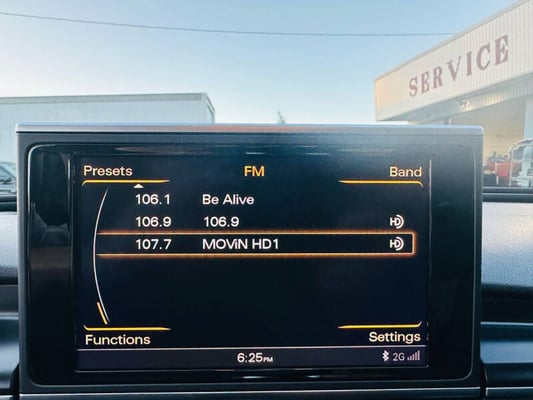 SERVICE
Presets FM Band
106.1 Be Alive
106.9 106.9 HD
107.7 MOViN HD1 HD
Functions Settings
6:25PM 2G